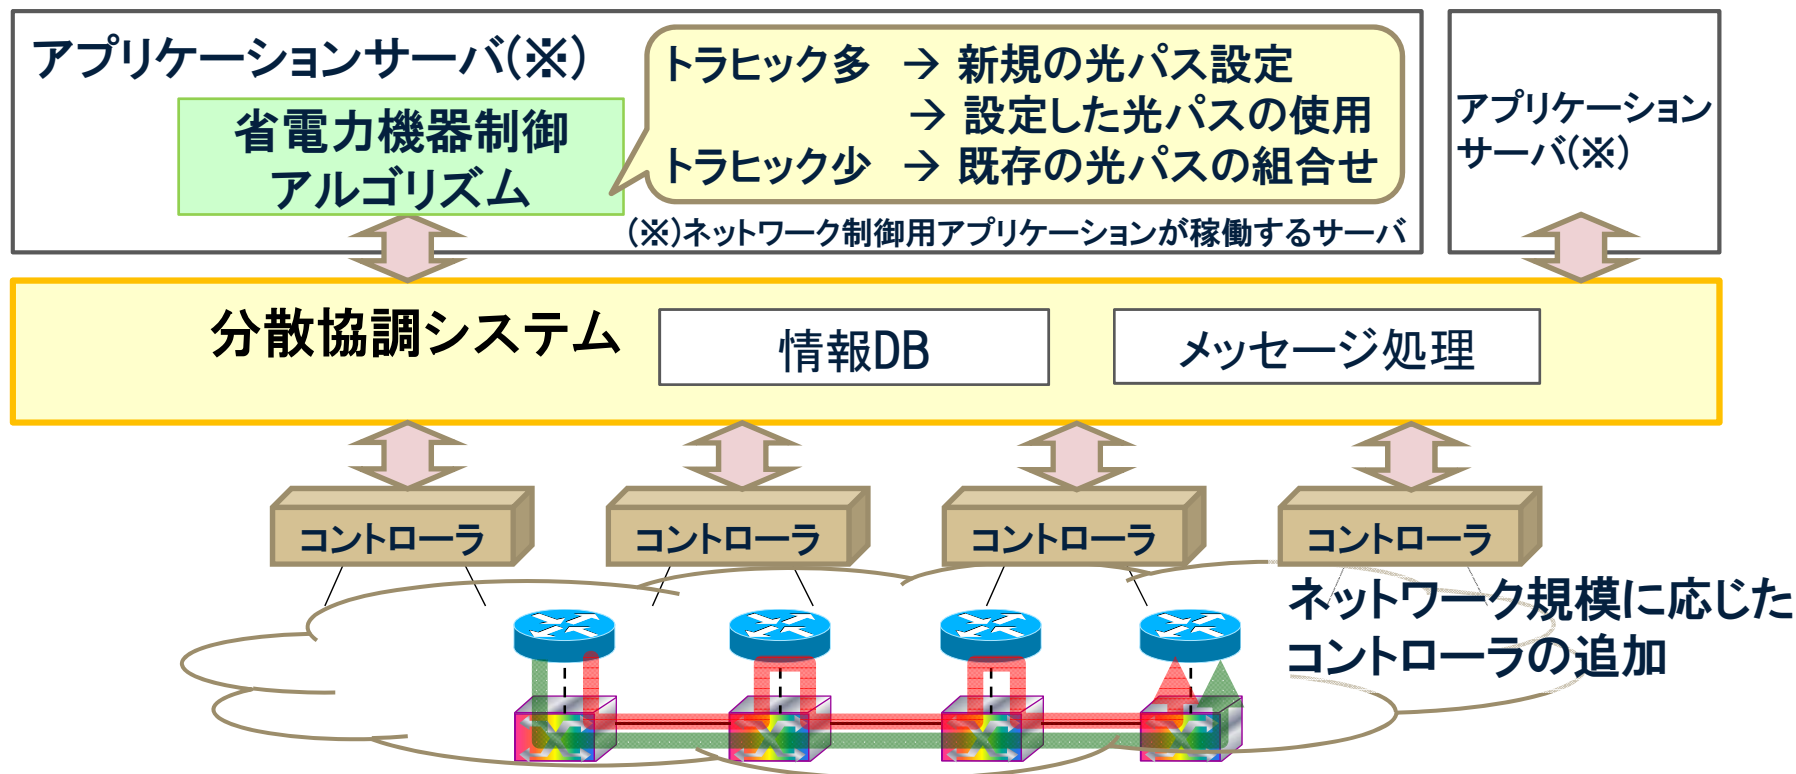 アプリケーションサーバ(※)
省電力機器制御
アルゴリズム
トラヒック多 → 新規の光パス設定
→ 設定した光パスの使用
トラヒック少 → 既存の光パスの組合せ
(※)ネットワーク制御用アプリケーションが稼働するサーバ
アプリケーション
サーバ(※)
分散協調システム
情報DB
メッセージ処理
コントローラ
コントローラ
コントローラ
コントローラ
ネットワーク規模に応じた
コントローラの追加